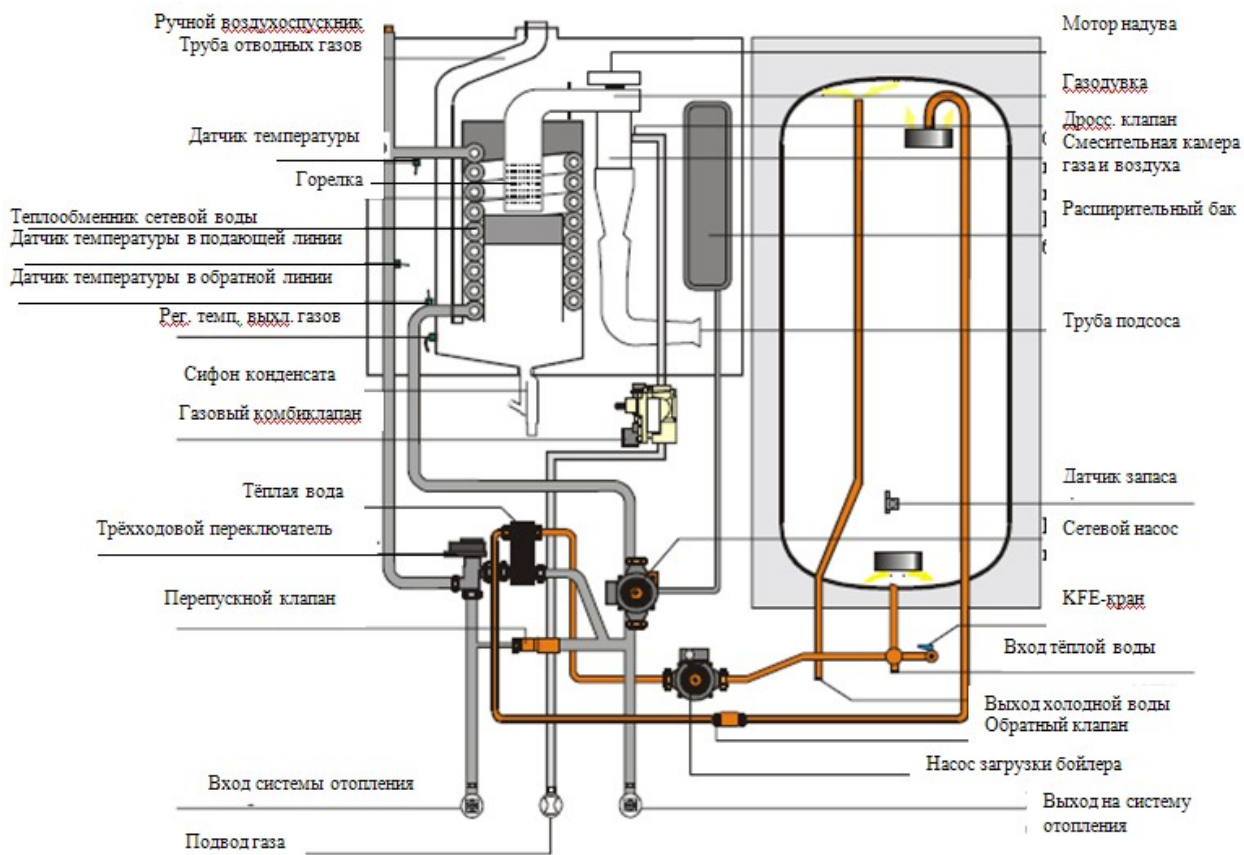 Ручной воздухоспускник
Труба отводных газов
Датчик температуры
Горелка
Теплообменник сетевой воды
Датчик температуры в подающей линии
Датчик температуры в обратной линии
Рег. темп, выхл. газов
Сифон конденсата
Газовый комбиклапан
Тёплая вода
Трёхходовой переключатель
Перепускной клапан
Вход системы отопления
Подвод газа
Мотор надува
Газодувка
Дросс. клапан
Смесительная камера
газа и воздуха
Расширительный бак
Труба подсоса
Датчик запаса
Сетевой насос
KFE-кран
Вход тёплой воды
Выход холодной воды
Обратный клапан
Насос загрузки бойлера
Выход на систему
отопления